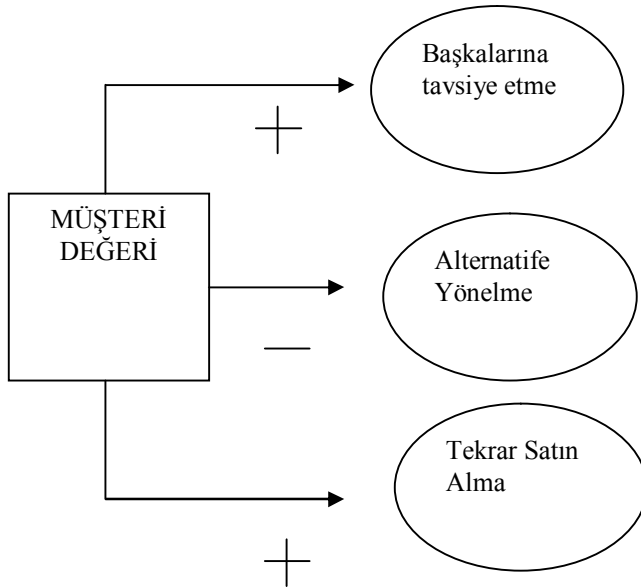 Başkalarına
tavsiye etme
+
MÜŞTERİ
DEĞERİ
Alternatife
Yönelme
—
Tekrar Satın
Alma
+